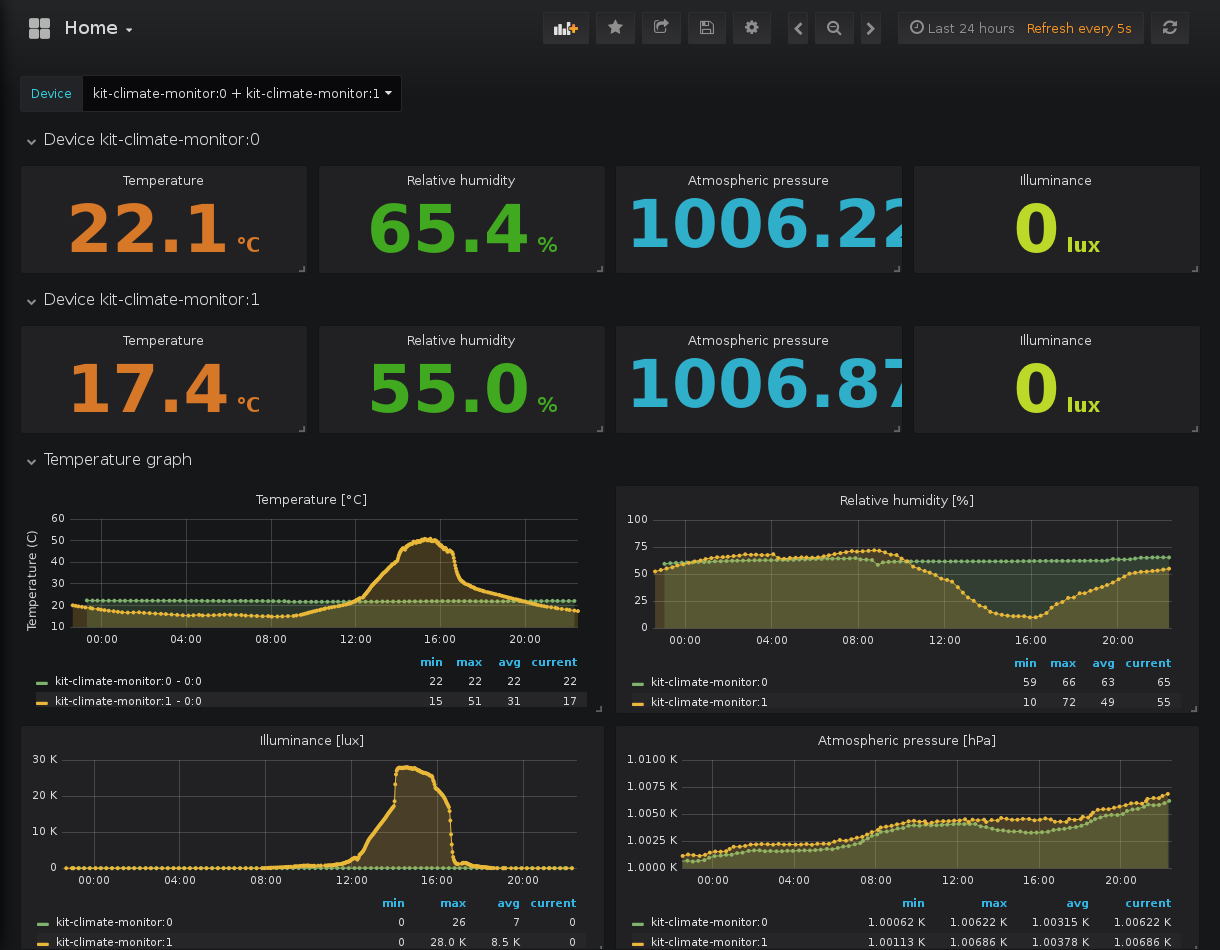 Home
Last 24 hours Refresh every 5s
Device kit-climate-monitor:0 + kit-climate-monitor:1
Device kit-climate-monitor:0
Temperature Relative humidity Atmospheric pressure Illuminance
22.1 °C 65.4 % 1006.22 0 lux
Device kit-climate-monitor:1
Temperature Relative humidity Atmospheric pressure Illuminance
17.4 °C 55.0 % 1006.87 0 lux
Temperature graph
Temperature [°C]
Temperature (C)
60
50
40
30
20
10
00:00 04:00 08:00 12:00 16:00 20:00
min max avg current
kit-climate-monitor:0 - 0:0 22 22 22 22
kit-climate-monitor:1 - 0:0 15 51 31 17
Relative humidity [%]
100
75
50
25
0
00:00 04:00 08:00 12:00 16:00 20:00
min max avg current
kit-climate-monitor:0 59 66 63 65
kit-climate-monitor:1 10 72 49 55
Illuminance [lux]
30 K
20 K
10 K
0
00:00 04:00 08:00 12:00 16:00 20:00
min max avg current
kit-climate-monitor:0 0 26 7 0
kit-climate-monitor:1 0 28.0 K 8.5 K 0
Atmospheric pressure [hPa]
1.0100 K
1.0075 K
1.0050 K
1.0025 K
1.0000 K
00:00 04:00 08:00 12:00 16:00 20:00
min max avg current
kit-climate-monitor:0 1.00062 K 1.00622 K 1.00315 K 1.00622 K
kit-climate-monitor:1 1.00113 K 1.00686 K 1.00378 K 1.00686 K